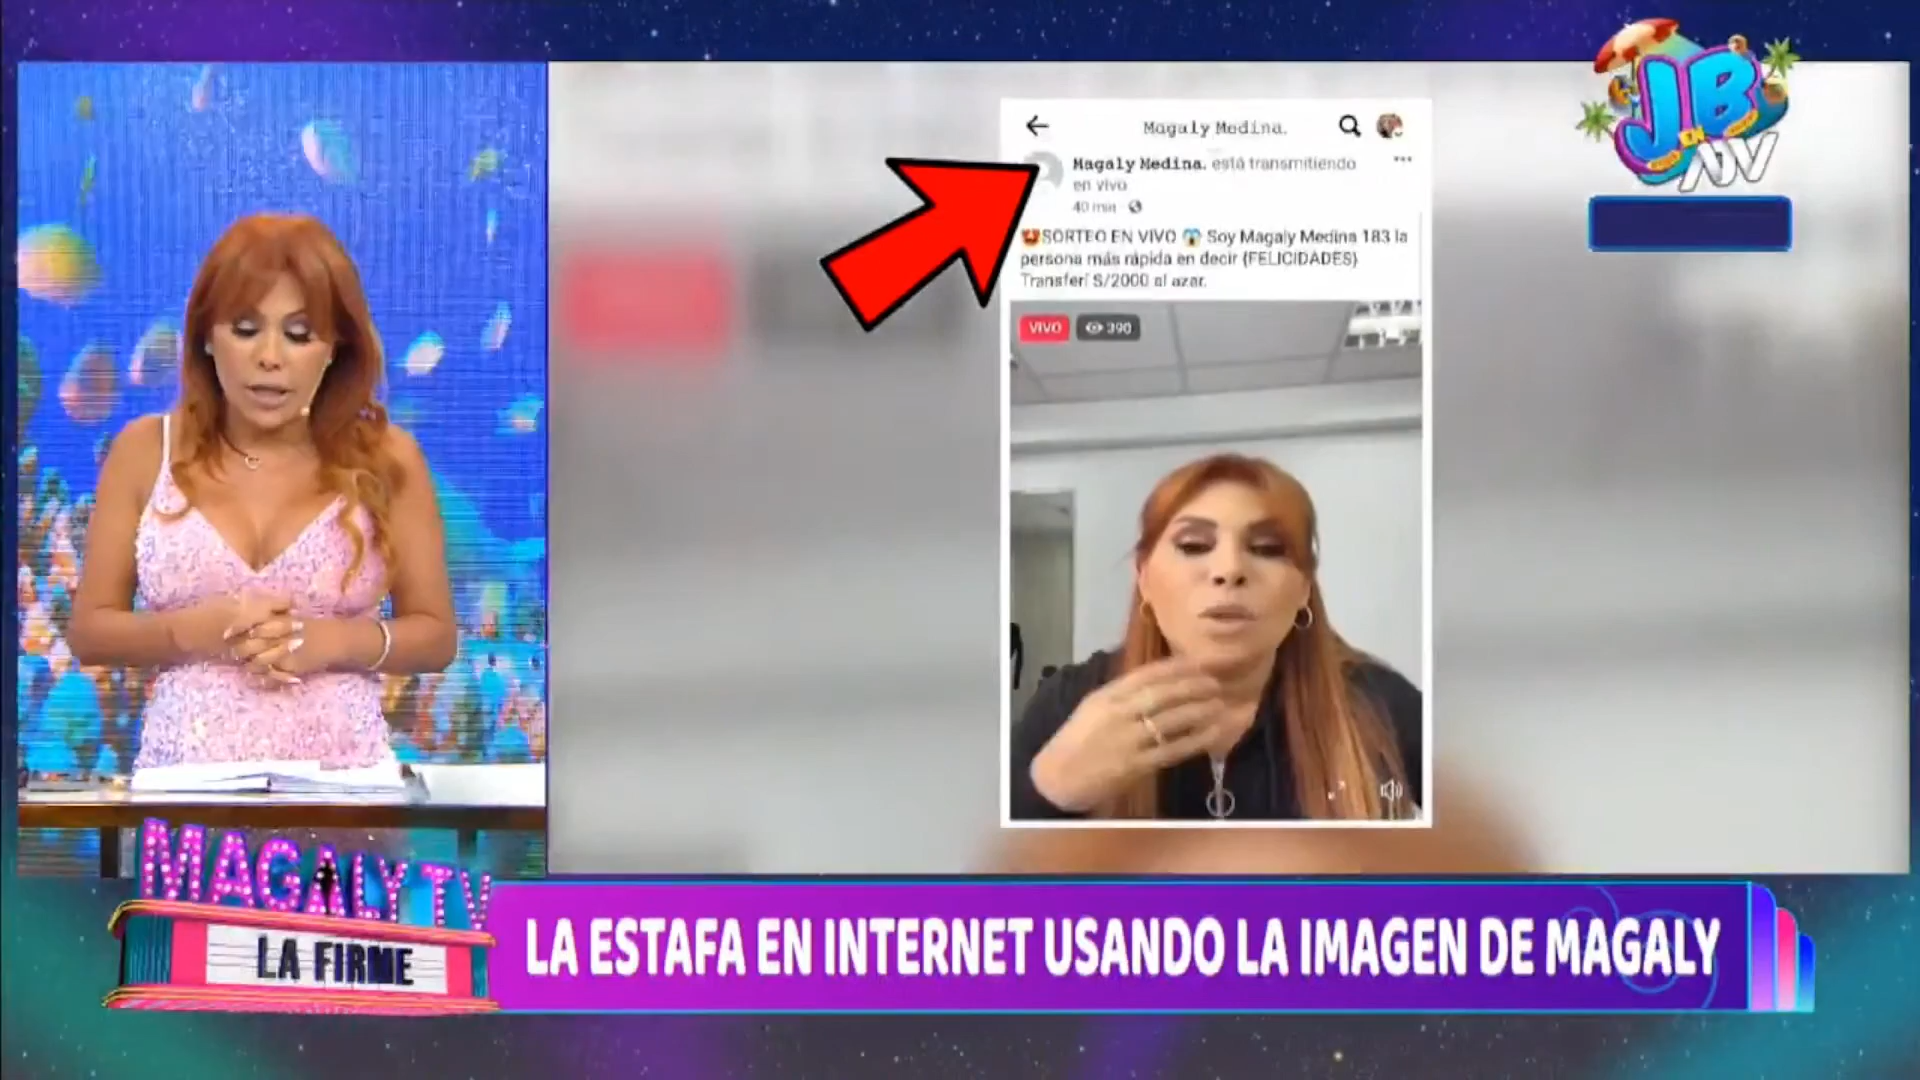 JB
EN
ATV
Magaly Medina.
Magaly Medina. está transmitiendo
en vivo
40 min
SORTEO EN VIVO Soy Magaly Medina 183 la
persona más rápida en decir (FELICIDADES)
Transferí S/2000 al azar.
VIVO 390
MAGALY TV
LA FIRME
LA ESTAFA EN INTERNET USANDO LA IMAGEN DE MAGALY